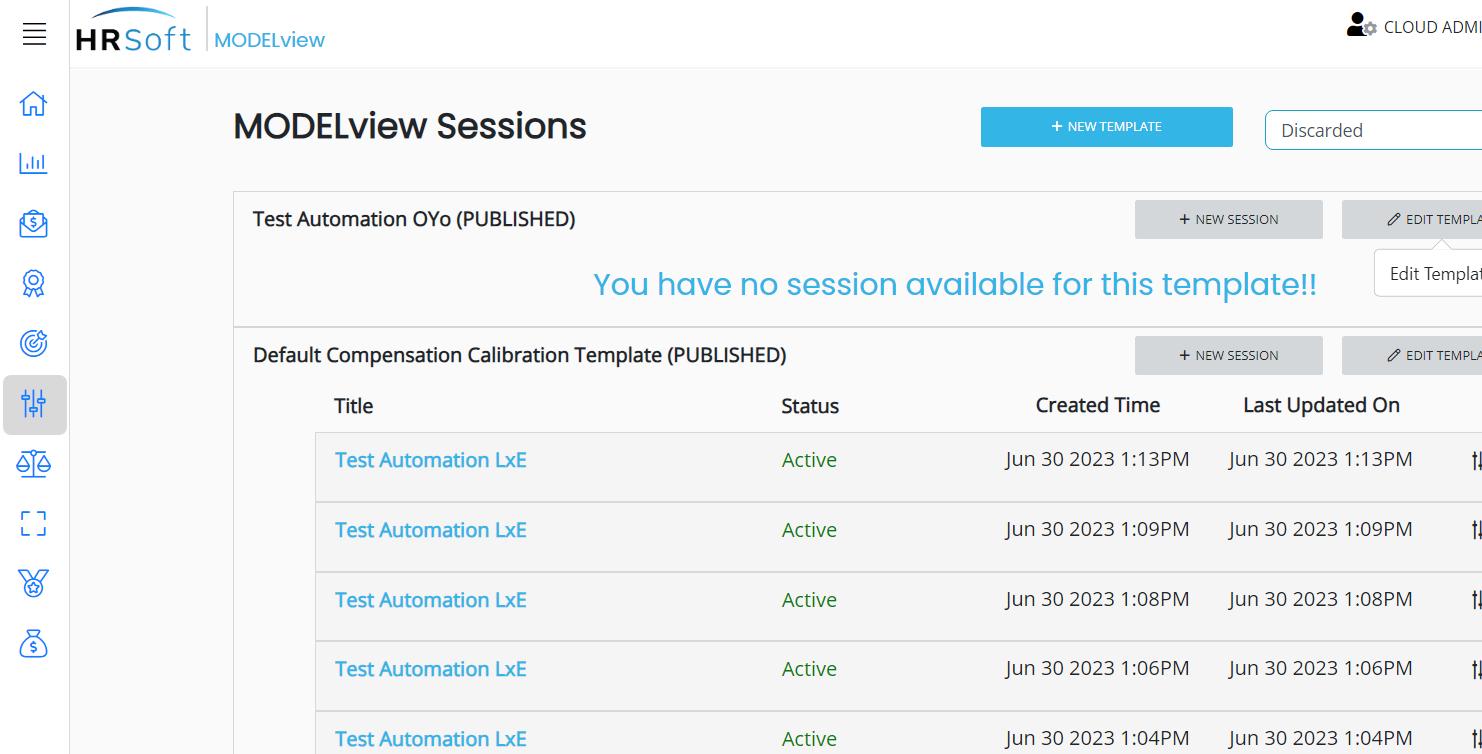 HRSoft MODELview
CLOUD ADMI
MODELview Sessions
+ NEW TEMPLATE
Discarded
Test Automation OYo (PUBLISHED)
+ NEW SESSION
EDIT TEMPLA
You have no session available for this template!!
Edit Templat
Default Compensation Calibration Template (PUBLISHED)
+ NEW SESSION
EDIT TEMPLA
Title Status Created Time Last Updated On
Test Automation LxE Active Jun 30 2023 1:13PM Jun 30 2023 1:13PM
Test Automation LxE Active Jun 30 2023 1:09PM Jun 30 2023 1:09PM
Test Automation LxE Active Jun 30 2023 1:08PM Jun 30 2023 1:08PM
Test Automation LxE Active Jun 30 2023 1:06PM Jun 30 2023 1:06PM
Test Automation LxE Active Jun 30 2023 1:04PM Jun 30 2023 1:04PM